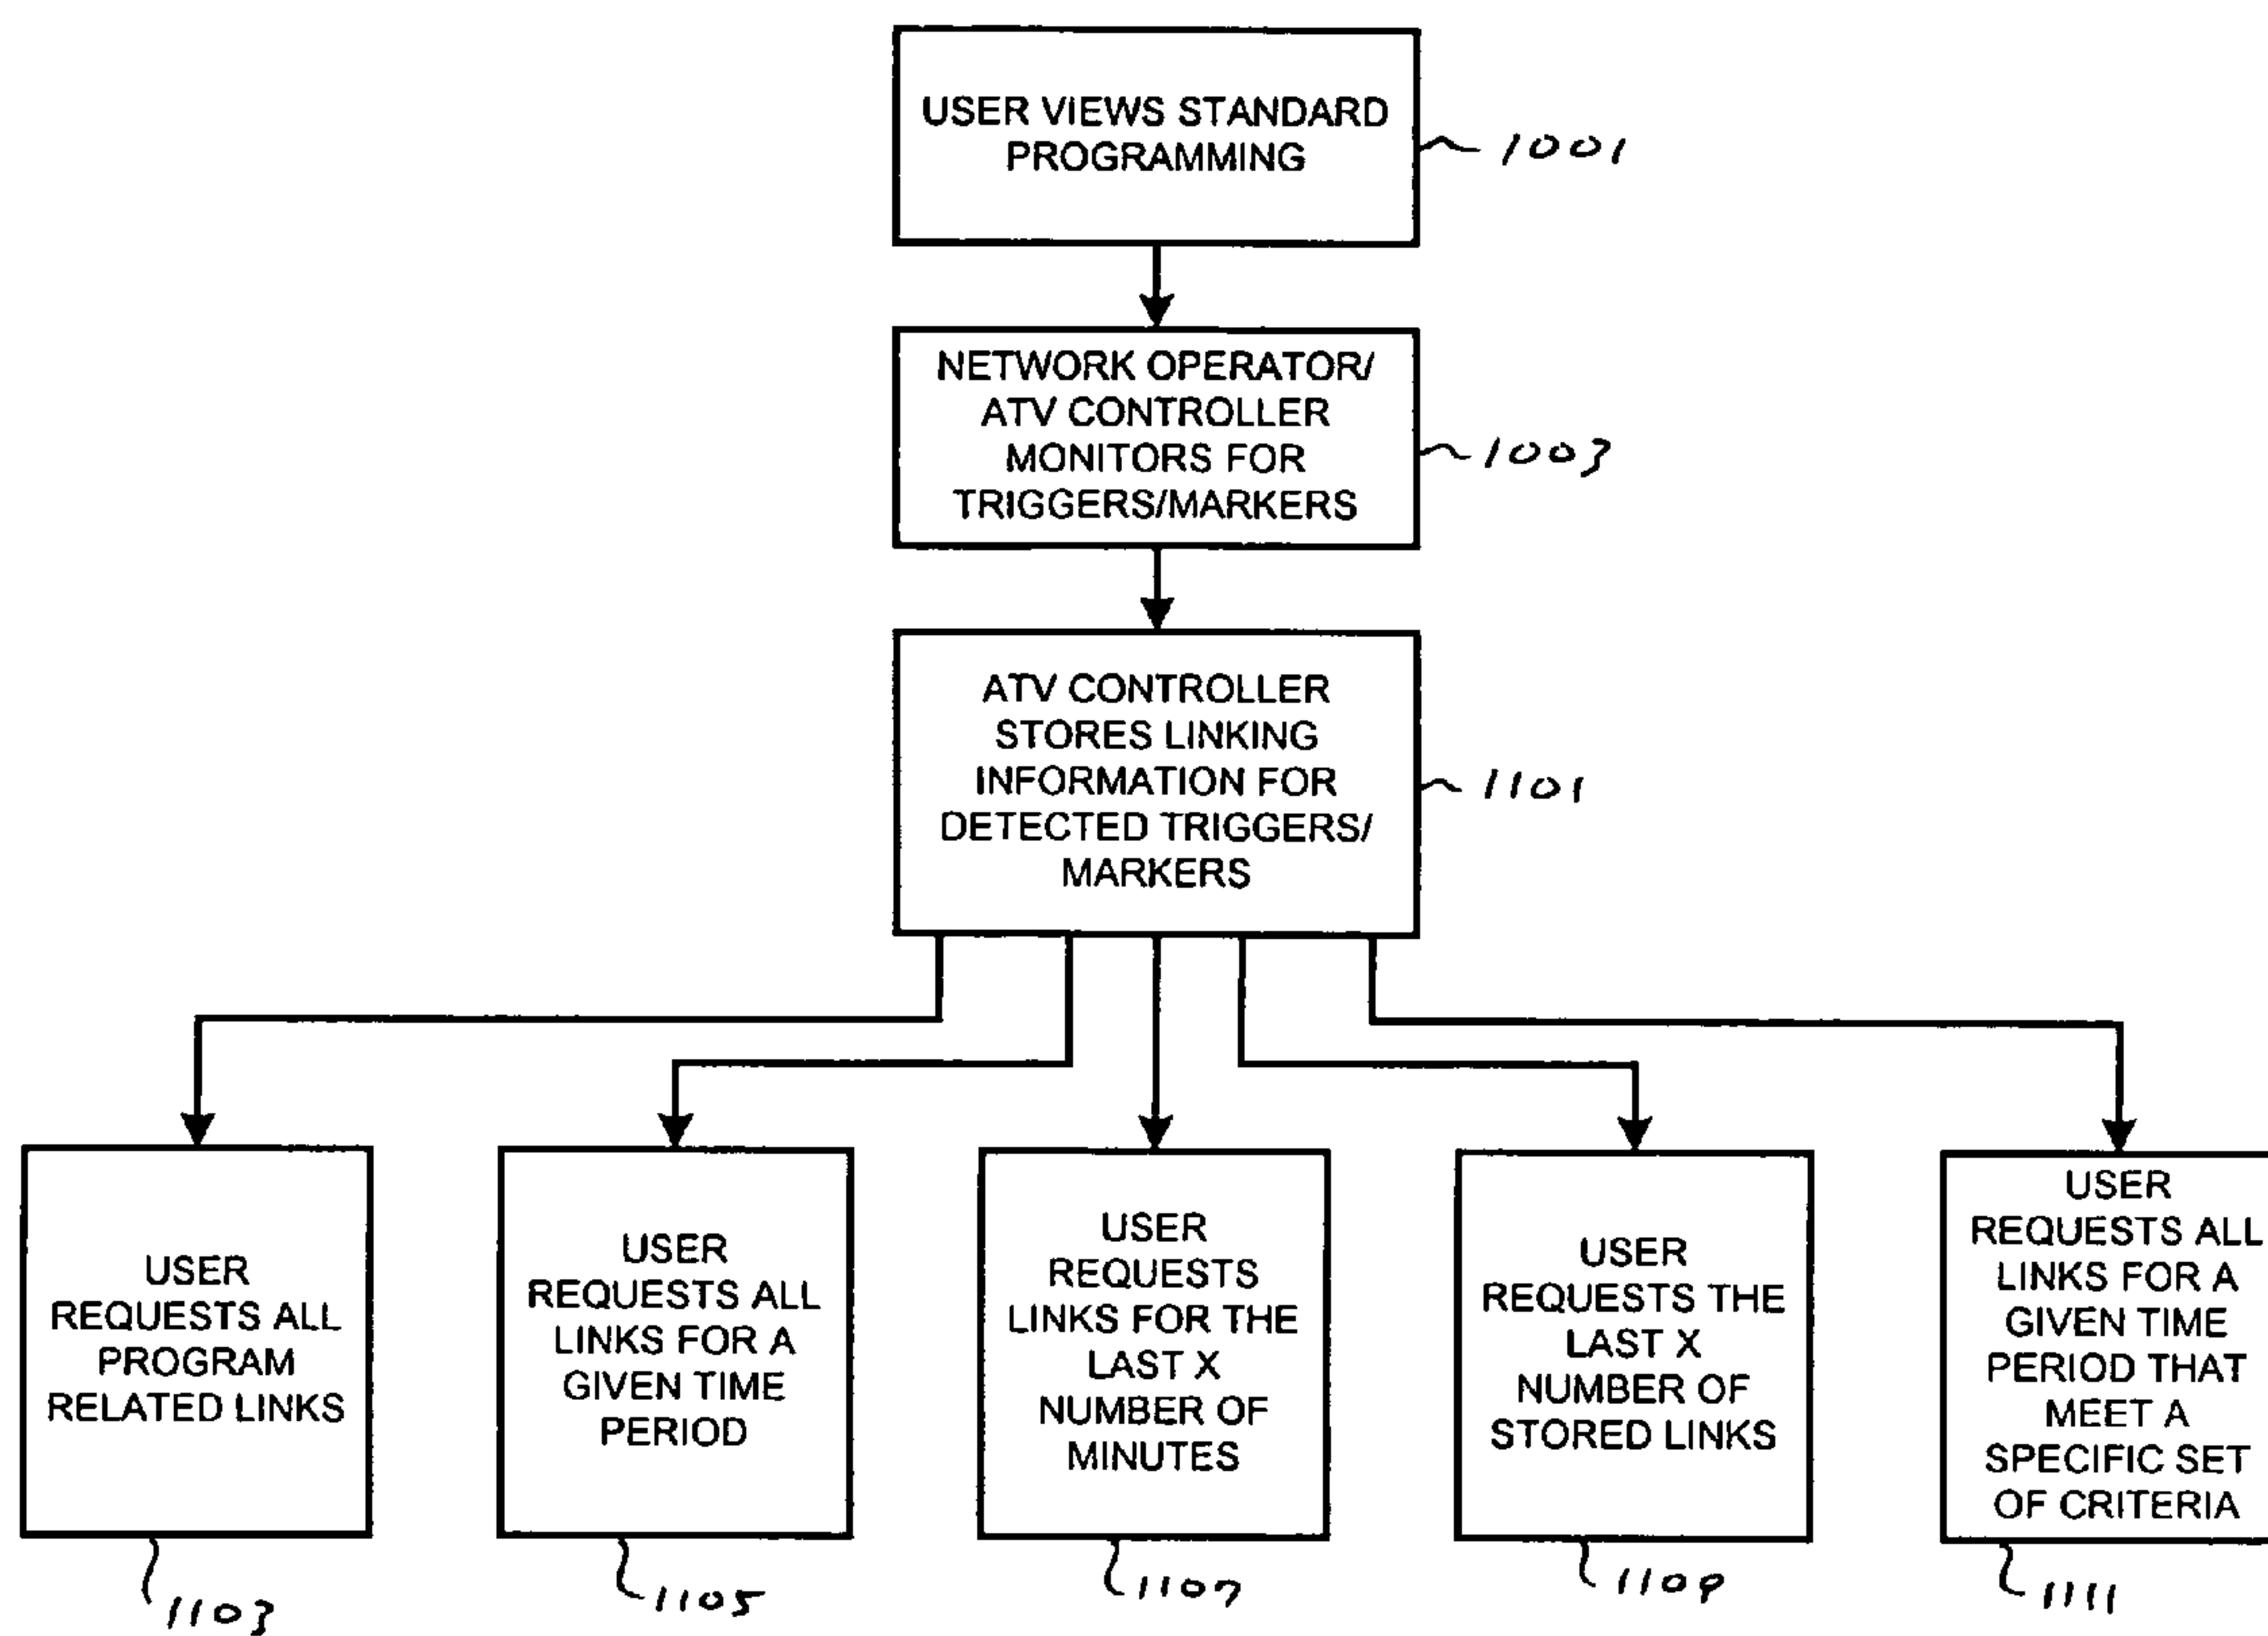 USER VIEWS STANDARD
PROGRAMMING
1001
NETWORK OPERATOR/
ATV CONTROLLER
MONITORS FOR
TRIGGERS/MARKERS
1003
ATV CONTROLLER
STORES LINKING
INFORMATION FOR
DETECTED TRIGGERS/
MARKERS
1101
USER
REQUESTS ALL
PROGRAM
RELATED LINKS
1103
USER
REQUESTS ALL
LINKS FOR A
GIVEN TIME
PERIOD
1105
USER
REQUESTS
LINKS FOR THE
LAST X
NUMBER OF
MINUTES
1107
USER
REQUESTS THE
LAST X
NUMBER OF
STORED LINKS
1109
USER
REQUESTS ALL
LINKS FOR A
GIVEN TIME
PERIOD THAT
MEET A
SPECIFIC SET
OF CRITERIA
1111